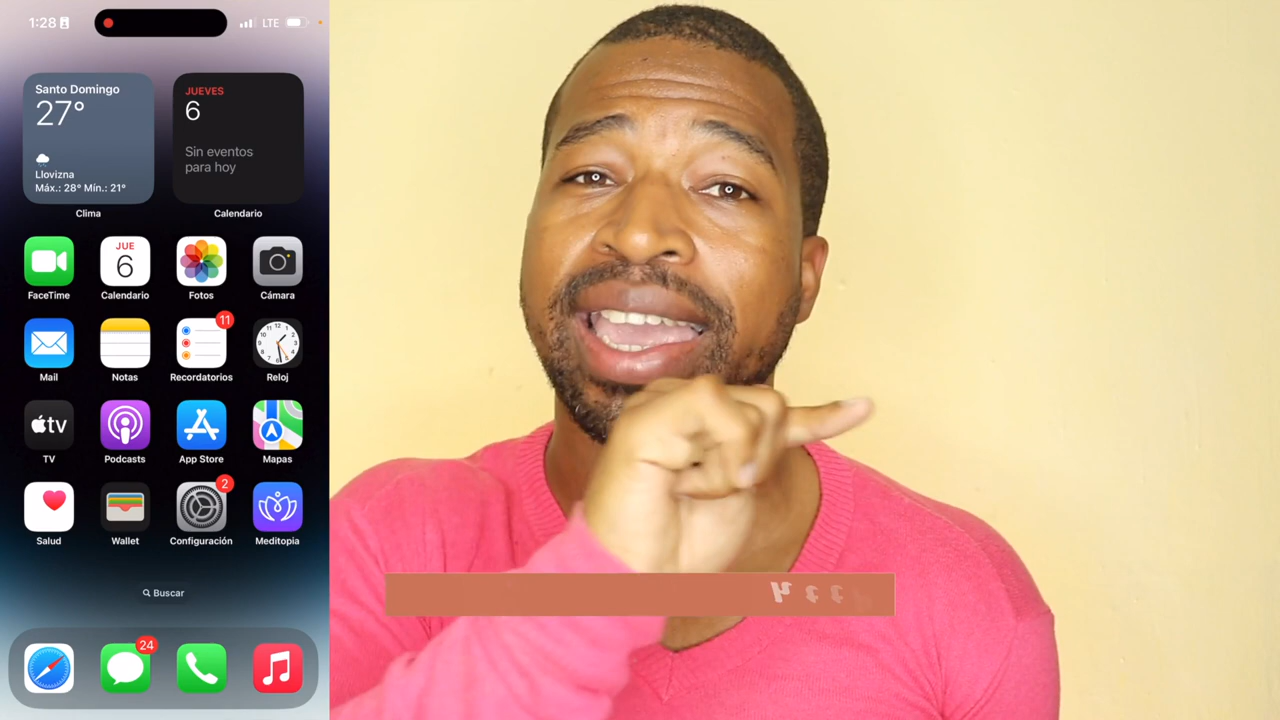 1:28
LTE
Santo Domingo
27°
Llovizna
Máx.: 28° Mín.: 21°
Clima
JUEVES
6
Sin eventos
para hoy
Calendario
FaceTime
JUE
6
Calendario
Fotos
Cámara
Mail
Notas
11
Recordatorios
12
Reloj
tv
TV
Podcasts
App Store
Mapas
Salud
Wallet
2
Configuración
Meditopia
Buscar
24